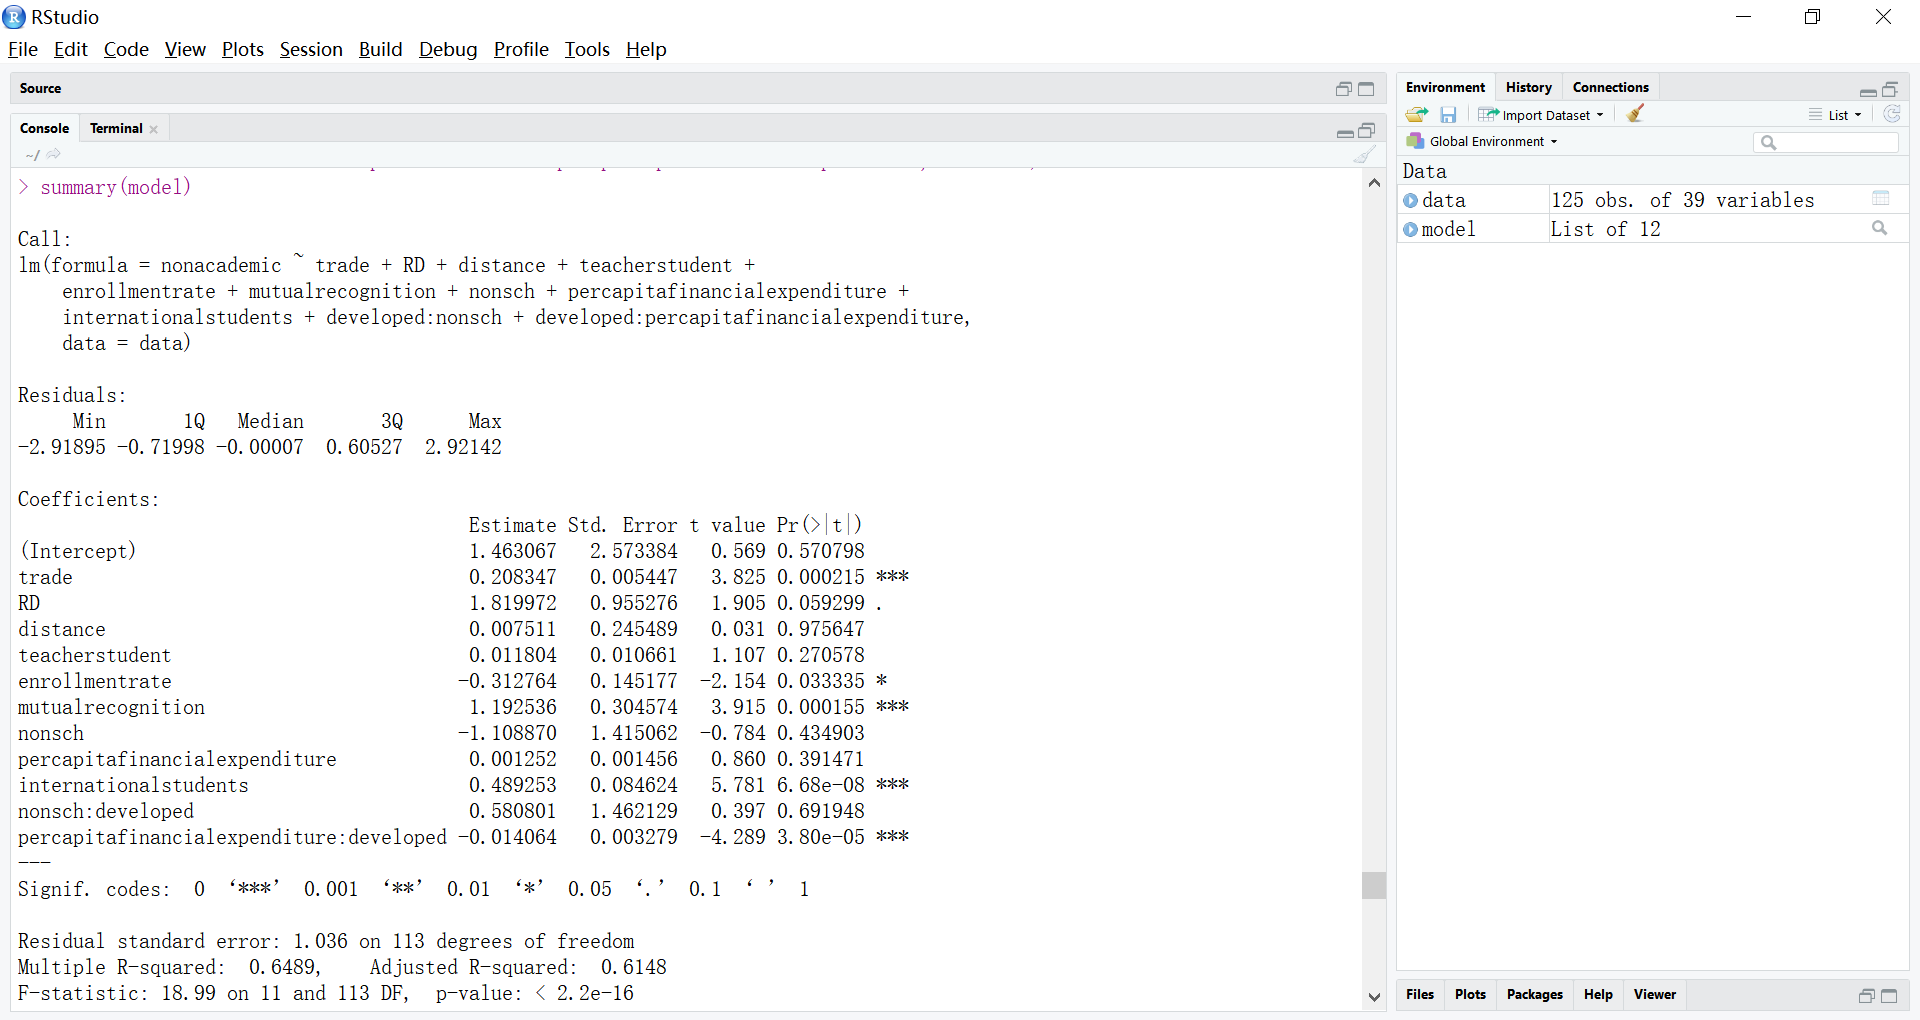 RStudio
File Edit Code View Plots Session Build Debug Profile Tools Help
Source
Console Terminal
~/
> summary(model)
Call:
lm(formula = nonacademic ~ trade + RD + distance + teacherstudent +
    enrollmentrate + mutualrecognition + nonsch + percapitafinancialexpenditure +
    internationalstudents + developed:nonsch + developed:percapitafinancialexpenditure,
    data = data)
Residuals:
Min 1Q Median 3Q Max
-2.91895 -0.71998 -0.00007 0.60527 2.92142
Coefficients:
Estimate Std. Error t value Pr(>|t|)
(Intercept) 1.463067 2.573384 0.569 0.570798
trade 0.208347 0.005447 3.825 0.000215 ***
RD 1.819972 0.955276 1.905 0.059299 .
distance 0.007511 0.245489 0.031 0.975647
teacherstudent 0.011804 0.010661 1.107 0.270578
enrollmentrate -0.312764 0.145177 -2.154 0.033335 *
mutualrecognition 1.192536 0.304574 3.915 0.000155 ***
nonsch -1.108870 1.415062 -0.784 0.434903
percapitafinancialexpenditure 0.001252 0.001456 0.860 0.391471
internationalstudents 0.489253 0.084624 5.781 6.68e-08 ***
nonsch:developed 0.580801 1.462129 0.397 0.691948
percapitafinancialexpenditure:developed -0.014064 0.003279 -4.289 3.80e-05 ***
---
Signif. codes: 0 ‘***’ 0.001 ‘**’ 0.01 ‘*’ 0.05 ‘.’ 0.1 ‘ ’ 1
Residual standard error: 1.036 on 113 degrees of freedom
Multiple R-squared: 0.6489, Adjusted R-squared: 0.6148
F-statistic: 18.99 on 11 and 113 DF, p-value: < 2.2e-16
Environment History Connections
Import Dataset List
Global Environment
Data
data 125 obs. of 39 variables
model List of 12
Files Plots Packages Help Viewer